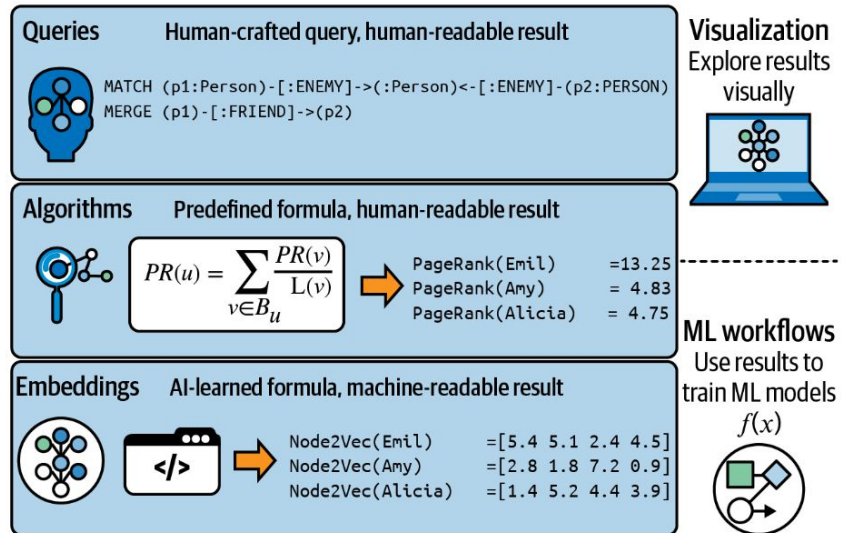 Queries Human-crafted query, human-readable result
MATCH (p1:Person)-[:ENEMY]->(:Person)<-[:ENEMY]-(p2:PERSON)
MERGE (p1)-[:FRIEND]->(p2)
Algorithms Predefined formula, human-readable result
PR(u) = ∑ v∈B_u PR(v) / L(v)
PageRank(Emil) =13.25
PageRank(Amy) = 4.83
PageRank(Alicia) = 4.75
Embeddings AI-learned formula, machine-readable result
</>
Node2Vec(Emil) =[5.4 5.1 2.4 4.5]
Node2Vec(Amy) =[2.8 1.8 7.2 0.9]
Node2Vec(Alicia) =[1.4 5.2 4.4 3.9]
Visualization
Explore results
visually
ML workflows
Use results to
train ML models
f(x)